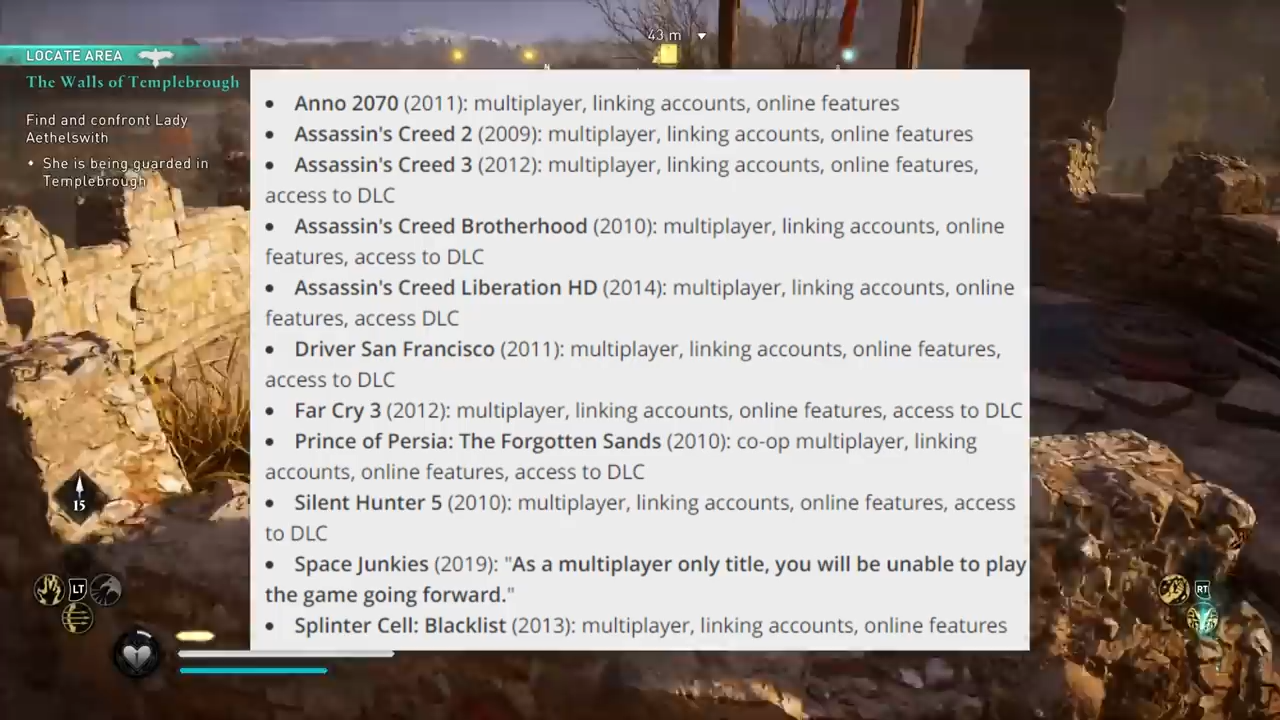 43 m
LOCATE AREA
The Walls of Templebrough
N
Find and confront Lady
Aethelswith
She is being guarded in
Templebrough
• Anno 2070 (2011): multiplayer, linking accounts, online features
• Assassin's Creed 2 (2009): multiplayer, linking accounts, online features
• Assassin's Creed 3 (2012): multiplayer, linking accounts, online features,
access to DLC
• Assassin's Creed Brotherhood (2010): multiplayer, linking accounts, online
features, access to DLC
• Assassin's Creed Liberation HD (2014): multiplayer, linking accounts, online
features, access DLC
• Driver San Francisco (2011): multiplayer, linking accounts, online features,
access to DLC
• Far Cry 3 (2012): multiplayer, linking accounts, online features, access to DLC
• Prince of Persia: The Forgotten Sands (2010): co-op multiplayer, linking
accounts, online features, access to DLC
• Silent Hunter 5 (2010): multiplayer, linking accounts, online features, access
to DLC
• Space Junkies (2019): "As a multiplayer only title, you will be unable to play
the game going forward."
• Splinter Cell: Blacklist (2013): multiplayer, linking accounts, online features
15
LT
RT